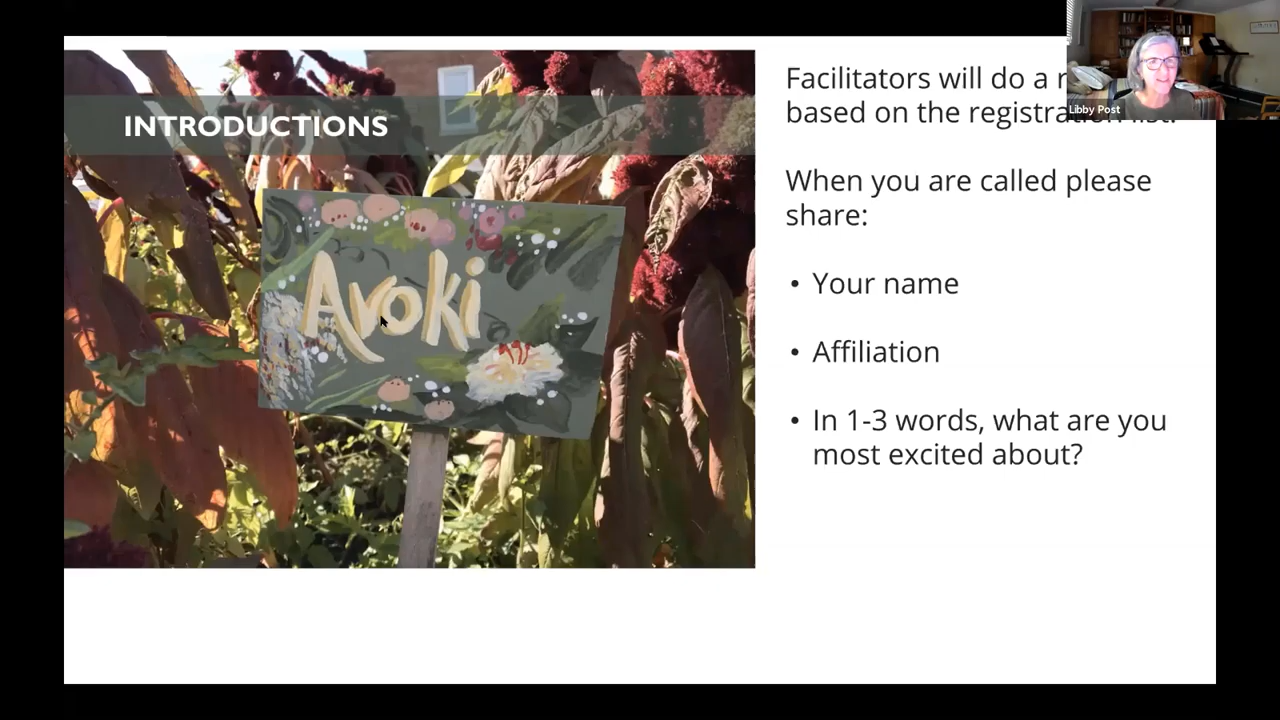 INTRODUCTIONS
Avoki
Facilitators will do a
based on the registration list.
When you are called please
share:
• Your name
• Affiliation
• In 1-3 words, what are you
most excited about?
Libby Post